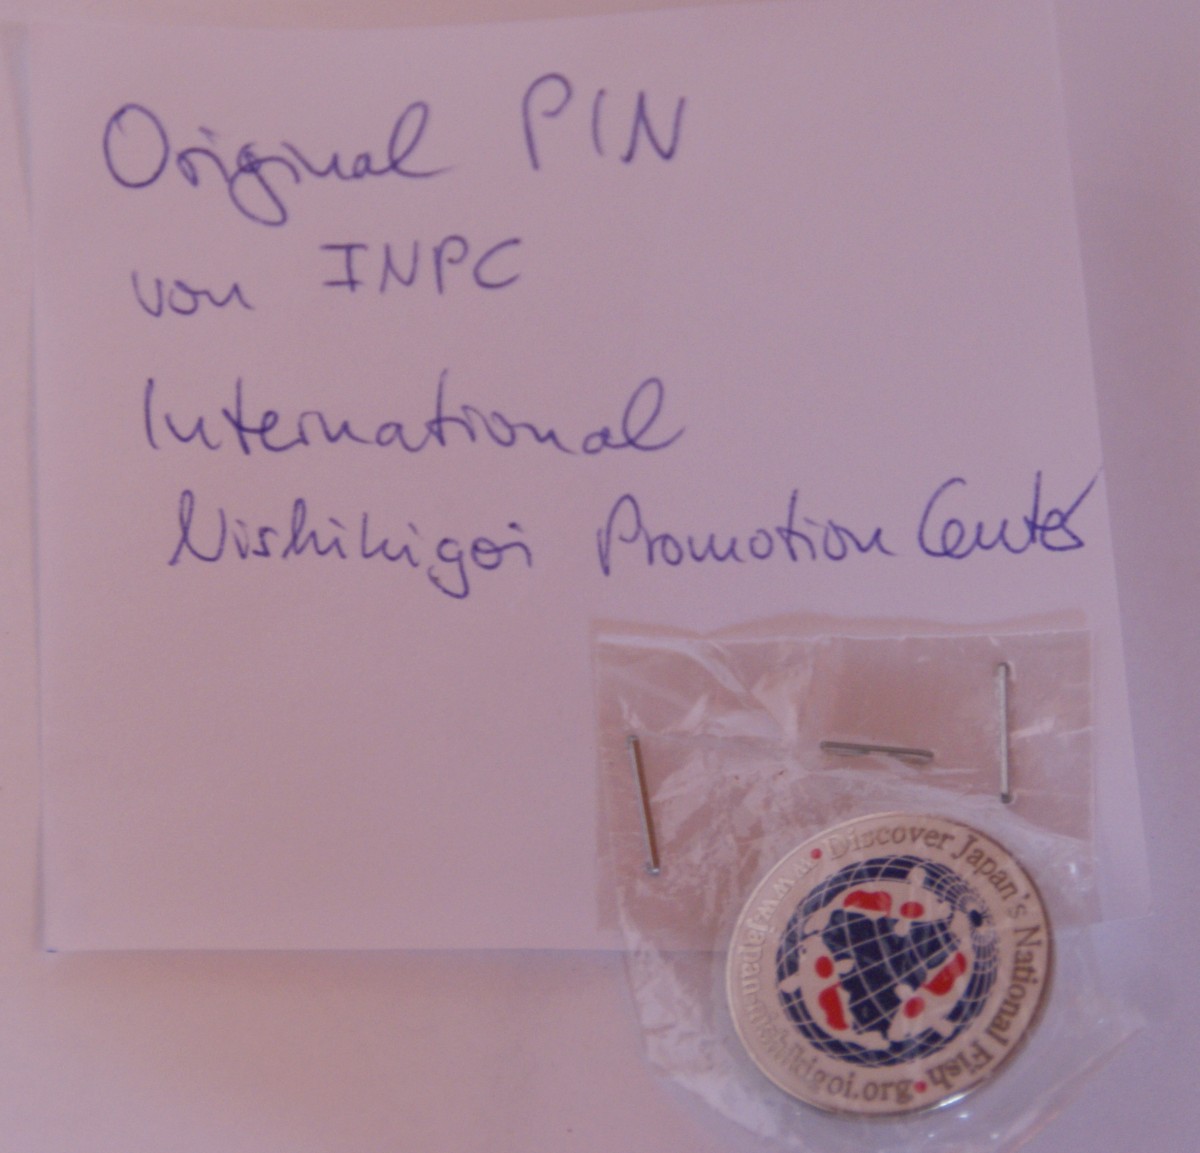 Original PIN
von INPC
International
Nishikigoi Promotion Center
• Discover Japan's National Fish •
www.japan-nishikigoi.org